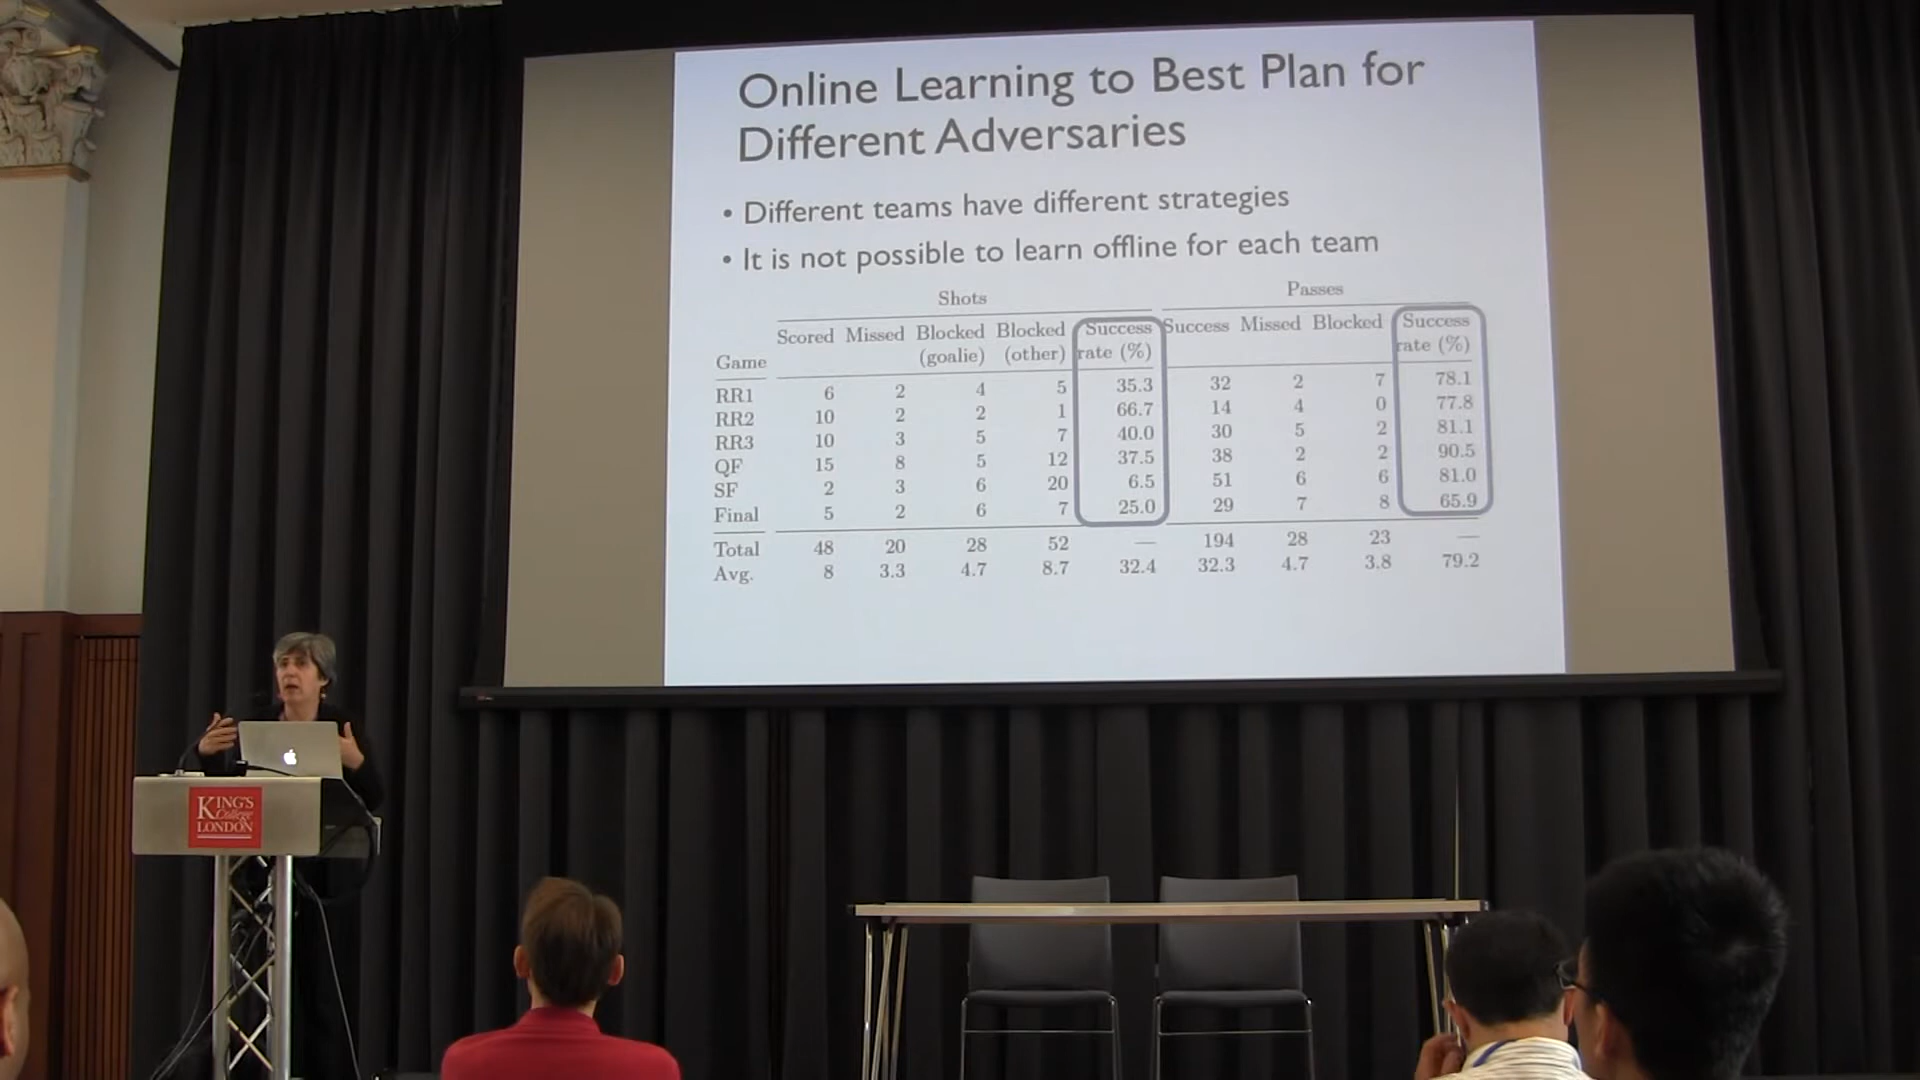 Online Learning to Best Plan for
Different Adversaries
• Different teams have different strategies
• It is not possible to learn offline for each team
Shots Passes
Scored Missed Blocked Blocked Success Success Missed Blocked Success
Game (goalie) (other) rate (%) rate (%)
RR1 6 2 4 5 35.3 32 2 7 78.1
RR2 10 2 2 1 66.7 14 4 0 77.8
RR3 10 3 5 7 40.0 30 5 2 81.1
QF 15 8 5 12 37.5 38 2 2 90.5
SF 2 3 6 20 6.5 51 6 6 81.0
Final 5 2 6 7 25.0 29 7 8 65.9
Total 48 20 28 52 — 194 28 23 —
Avg. 8 3.3 4.7 8.7 32.4 32.3 4.7 3.8 79.2
KING'S
College
LONDON